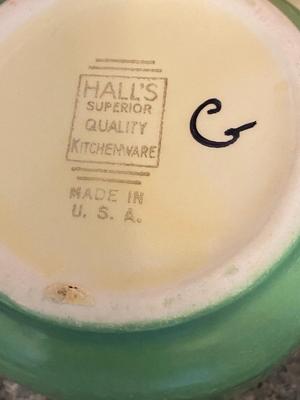 HALL'S
SUPERIOR
QUALITY
KITCHENWARE
MADE IN
U. S. A.
G